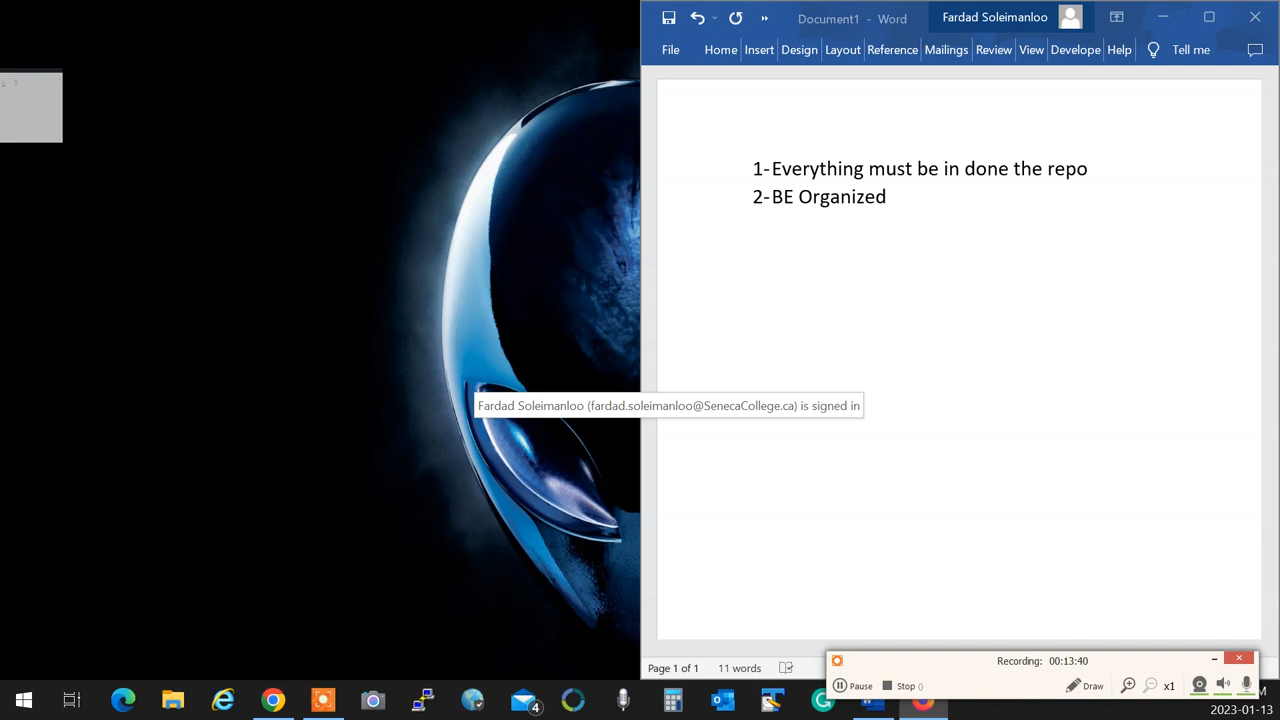 Document1 - Word
Fardad Soleimanloo
File Home Insert Design Layout Reference Mailings Review View Develope Help Tell me
1-Everything must be in done the repo
2-BE Organized
Fardad Soleimanloo (fardad.soleimanloo@SenecaCollege.ca) is signed in
Page 1 of 1 11 words
Recording: 00:13:40
Pause Stop () Draw x1
4
2023-01-13